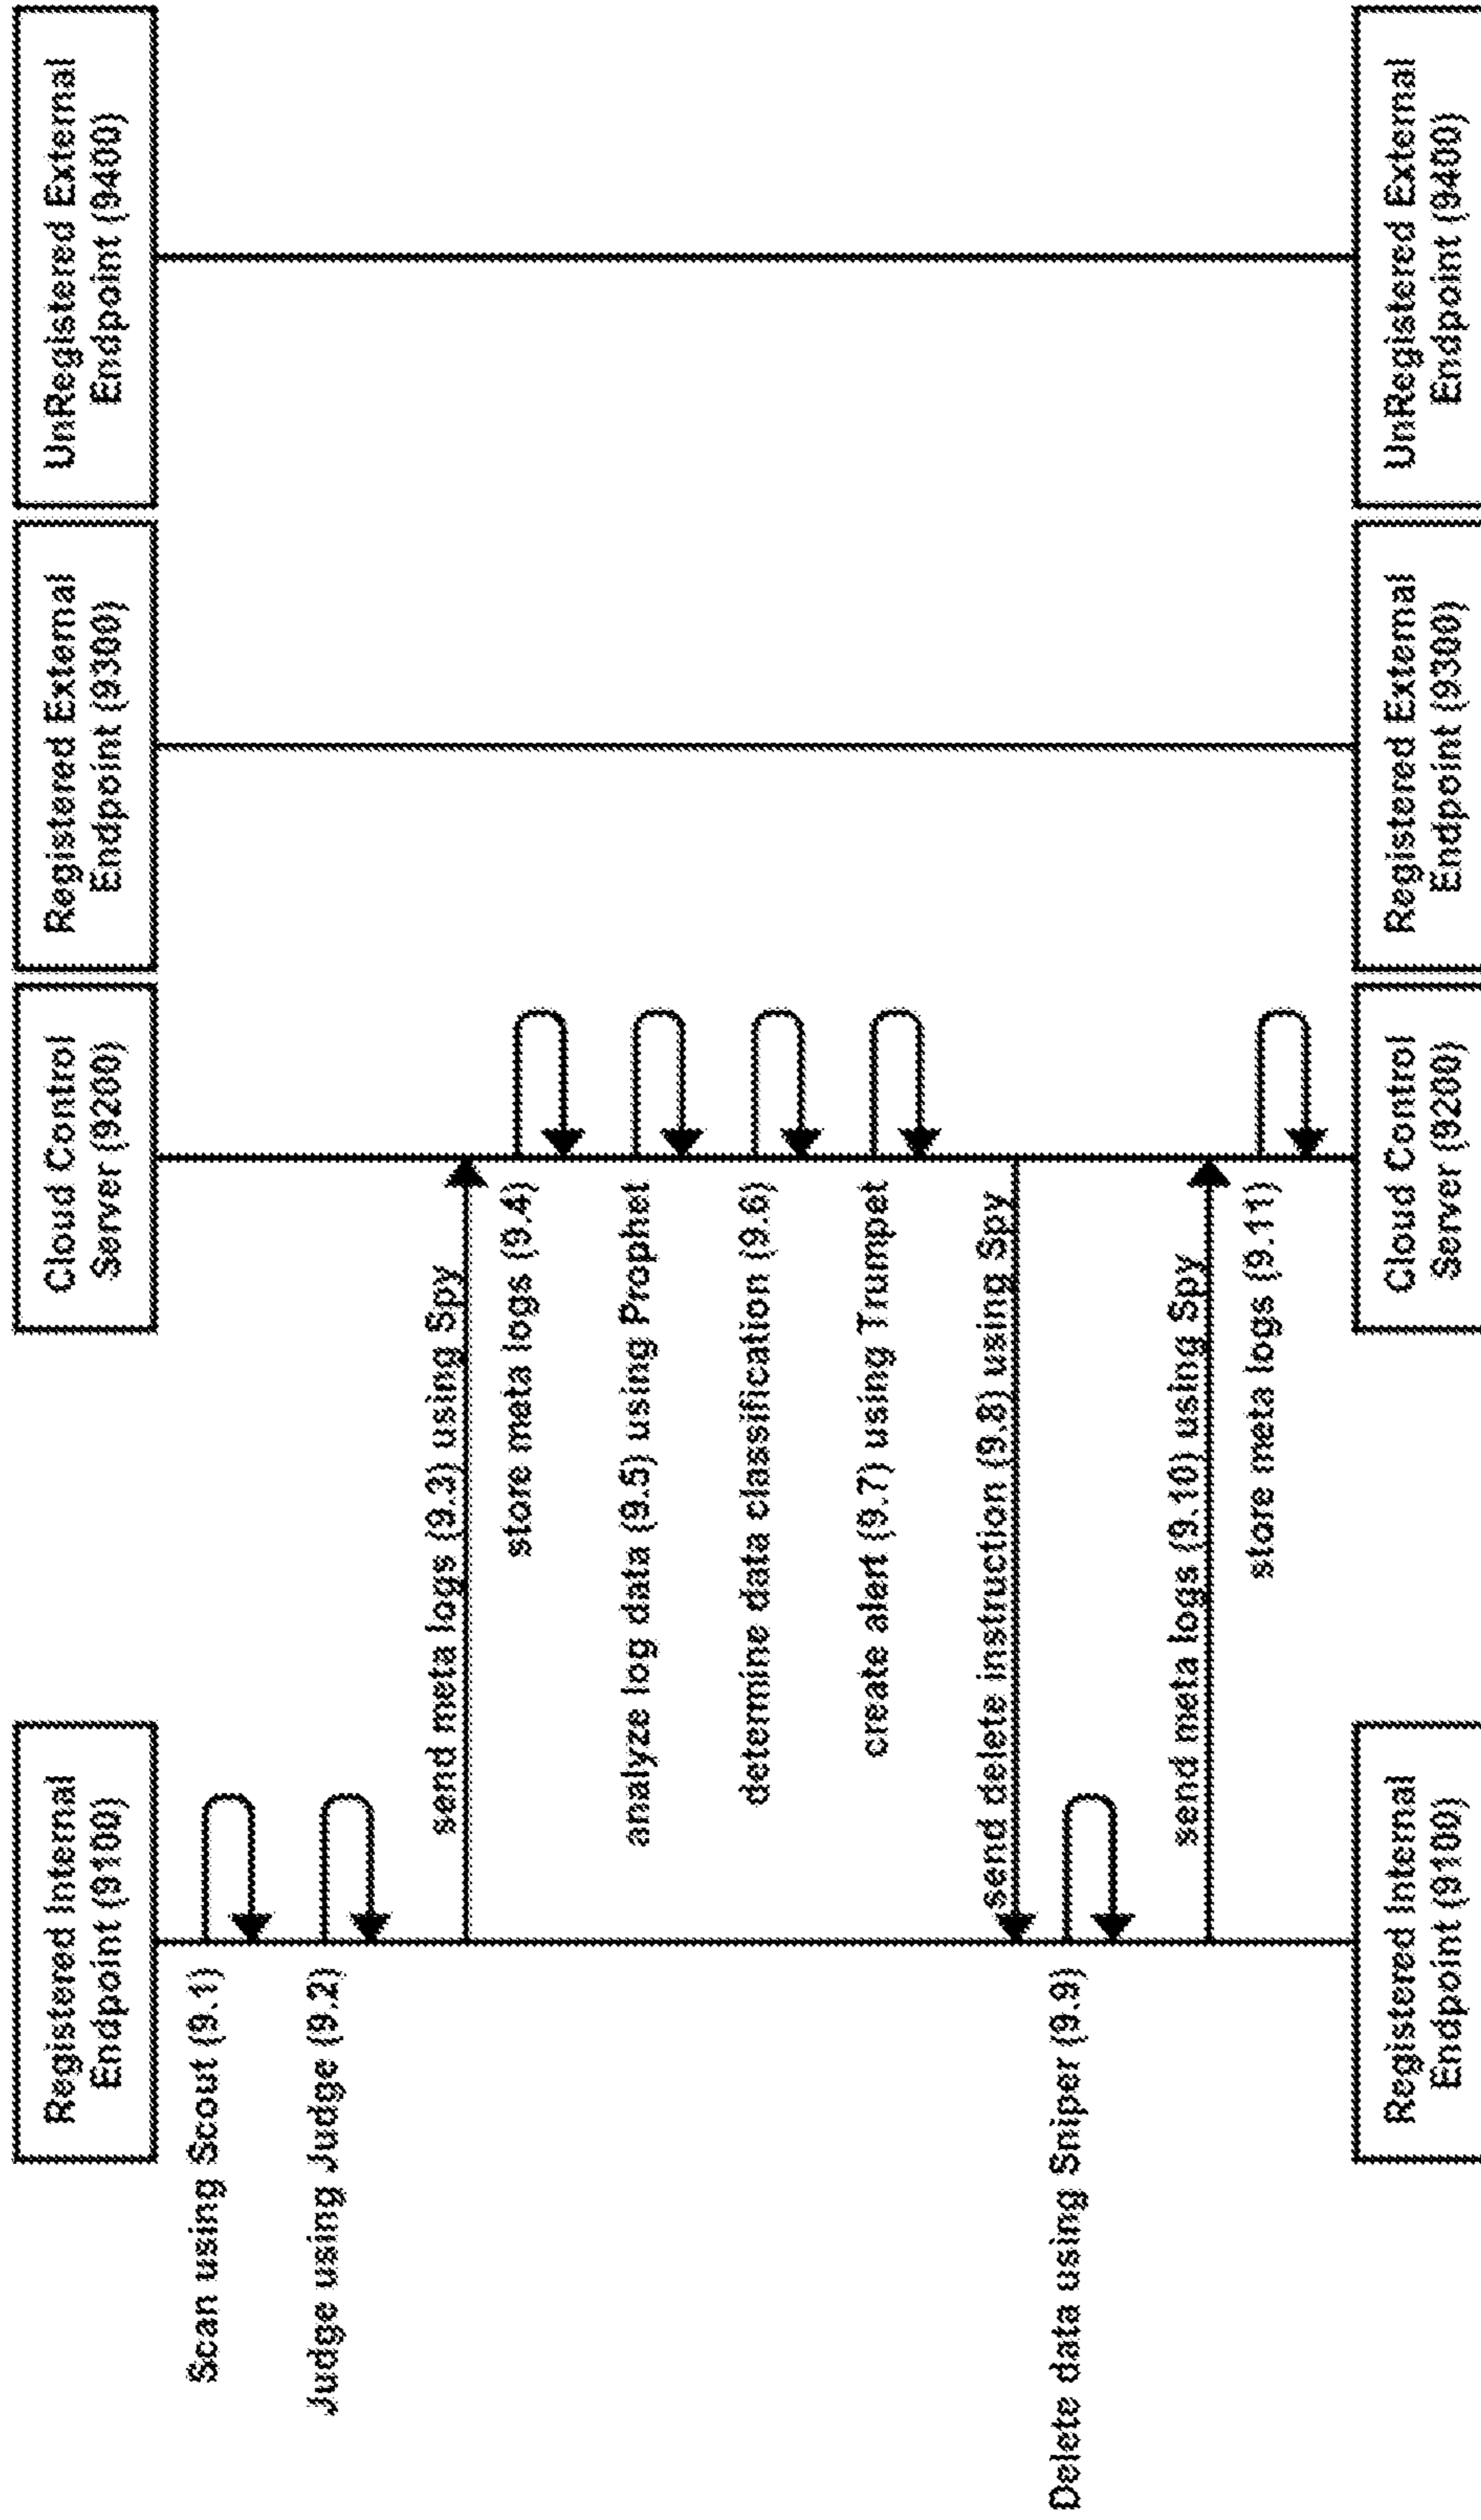 Registered Internal
Endpoint (9100)
Cloud Control
Server (9200)
Registered External
Endpoint (9300)
UnRegistered External
Endpoint (9400)
Scan using Scout (9.1)
Judge using Judge (9.2)
send meta logs (9.3) using Spy
store meta logs (9.4)
analyze log data (9.5) using Prophet
determine data classification (9.6)
create alert (9.7) using Trumpet
send delete instruction (9.8) using Spy
Delete data using Sniper (9.9)
send meta logs (9.10) using Spy
store meta logs (9.11)
Registered Internal
Endpoint (9100)
Cloud Control
Server (9200)
Registered External
Endpoint (9300)
UnRegistered External
Endpoint (9400)